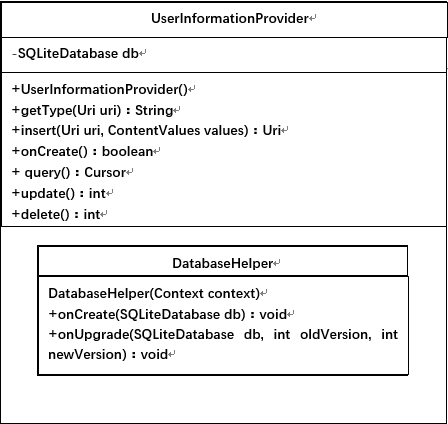 UserInformationProvider
-SQLiteDatabase db
+UserInformationProvider()
+getType(Uri uri) : String
+insert(Uri uri, ContentValues values) : Uri
+onCreate() : boolean
+ query() : Cursor
+update() : int
+delete() : int
DatabaseHelper
DatabaseHelper(Context context)
+onCreate(SQLiteDatabase db) : void
+onUpgrade(SQLiteDatabase db, int oldVersion, int
newVersion) : void